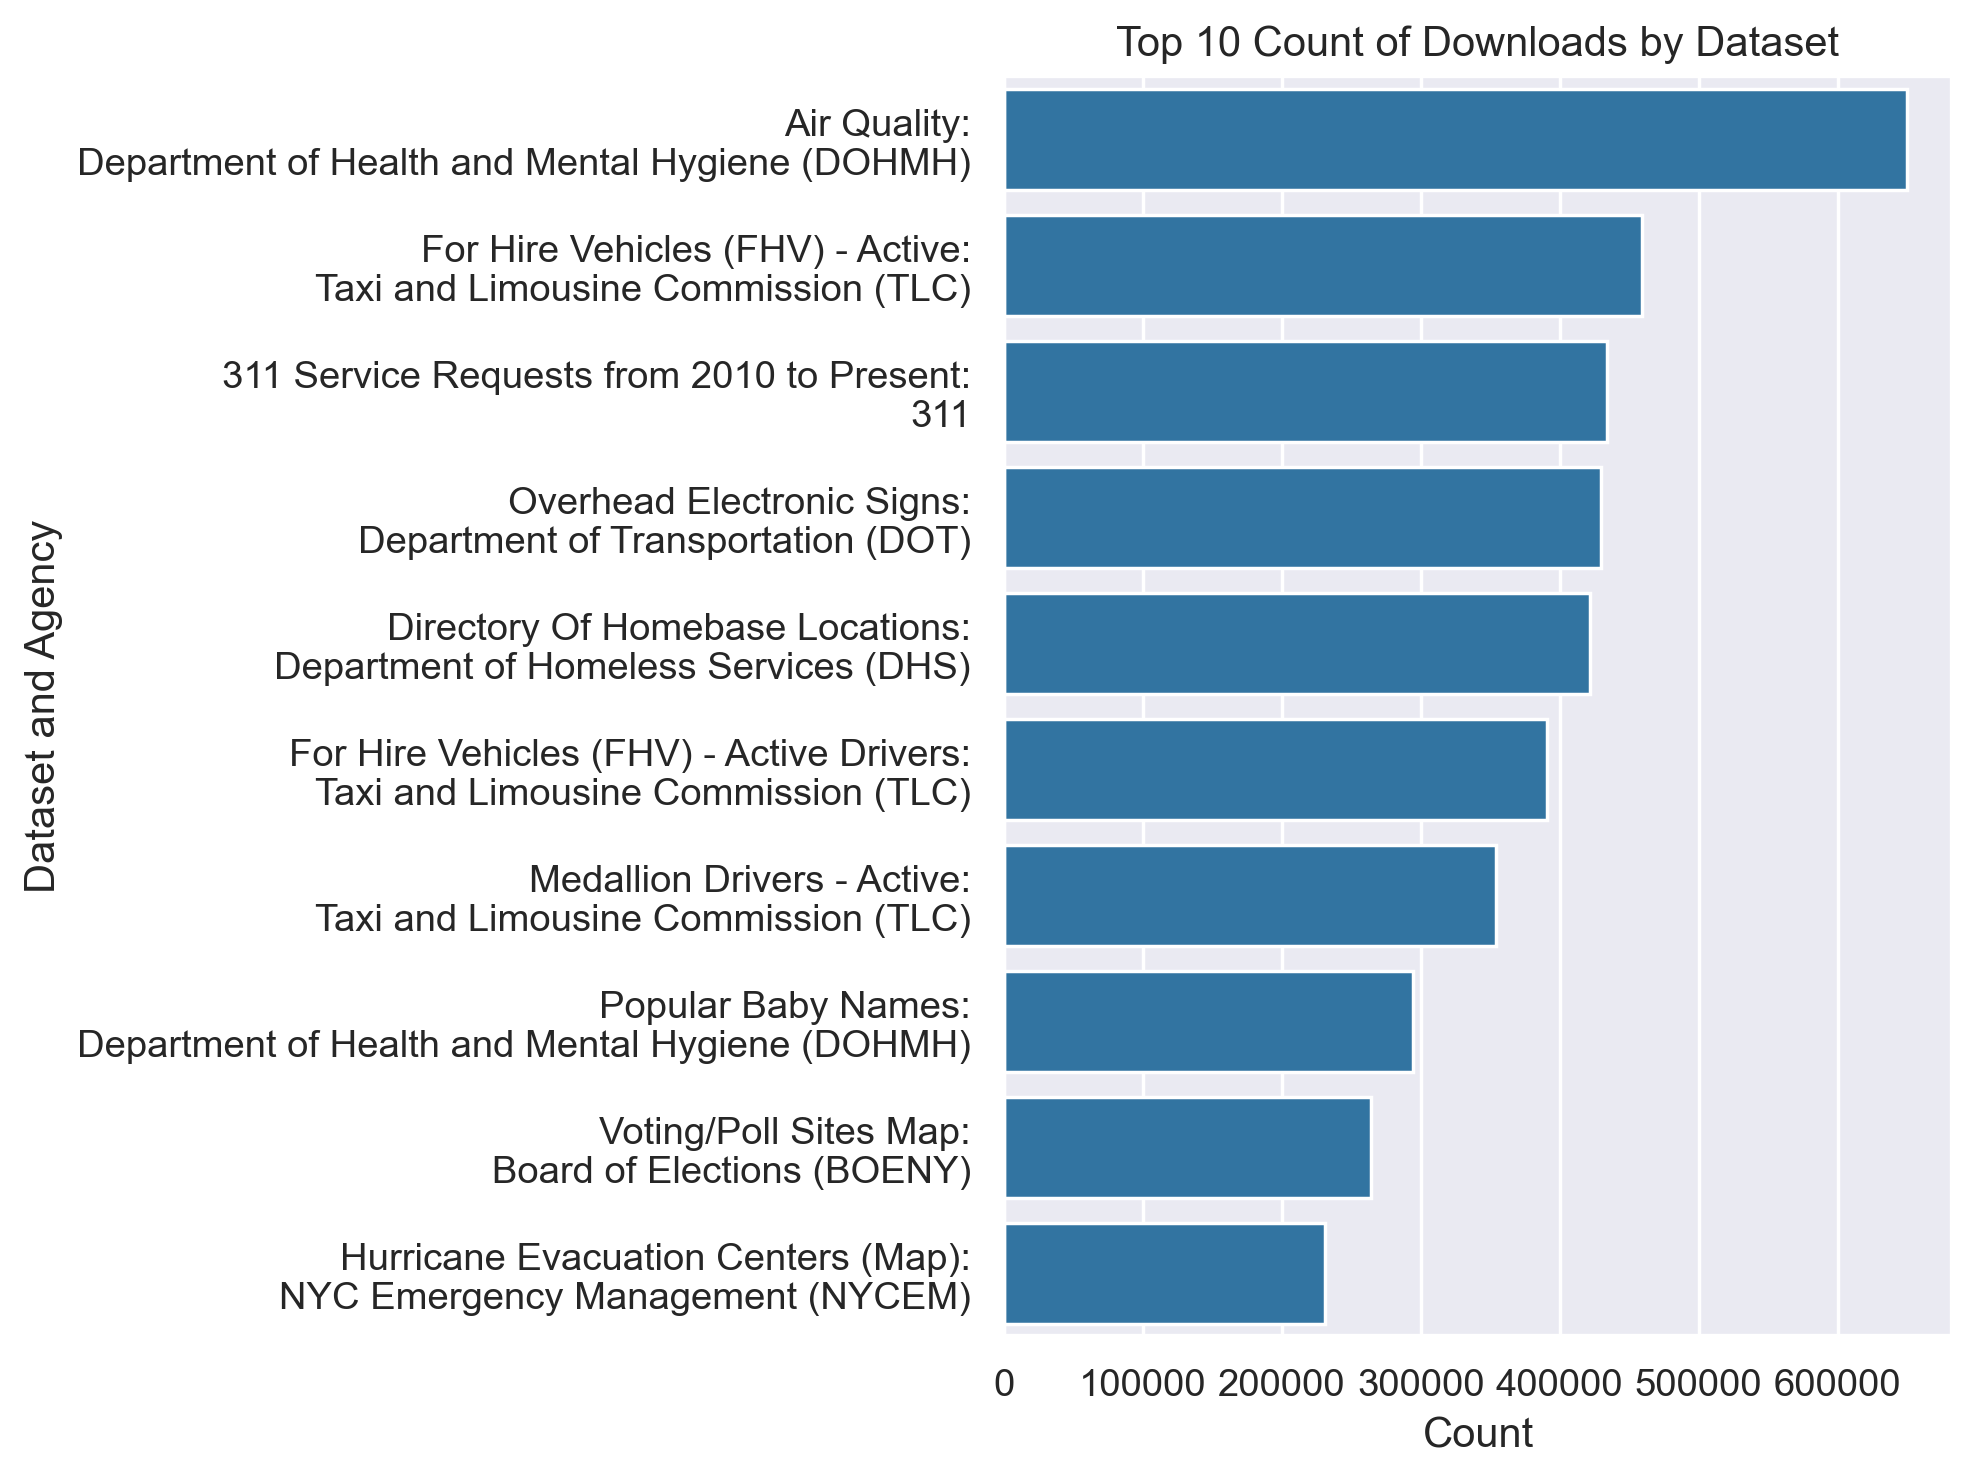 Top 10 Count of Downloads by Dataset
Dataset and Agency
Air Quality:
Department of Health and Mental Hygiene (DOHMH)
For Hire Vehicles (FHV) - Active:
Taxi and Limousine Commission (TLC)
311 Service Requests from 2010 to Present:
311
Overhead Electronic Signs:
Department of Transportation (DOT)
Directory Of Homebase Locations:
Department of Homeless Services (DHS)
For Hire Vehicles (FHV) - Active Drivers:
Taxi and Limousine Commission (TLC)
Medallion Drivers - Active:
Taxi and Limousine Commission (TLC)
Popular Baby Names:
Department of Health and Mental Hygiene (DOHMH)
Voting/Poll Sites Map:
Board of Elections (BOENY)
Hurricane Evacuation Centers (Map):
NYC Emergency Management (NYCEM)
0 100000 200000 300000 400000 500000 600000
Count